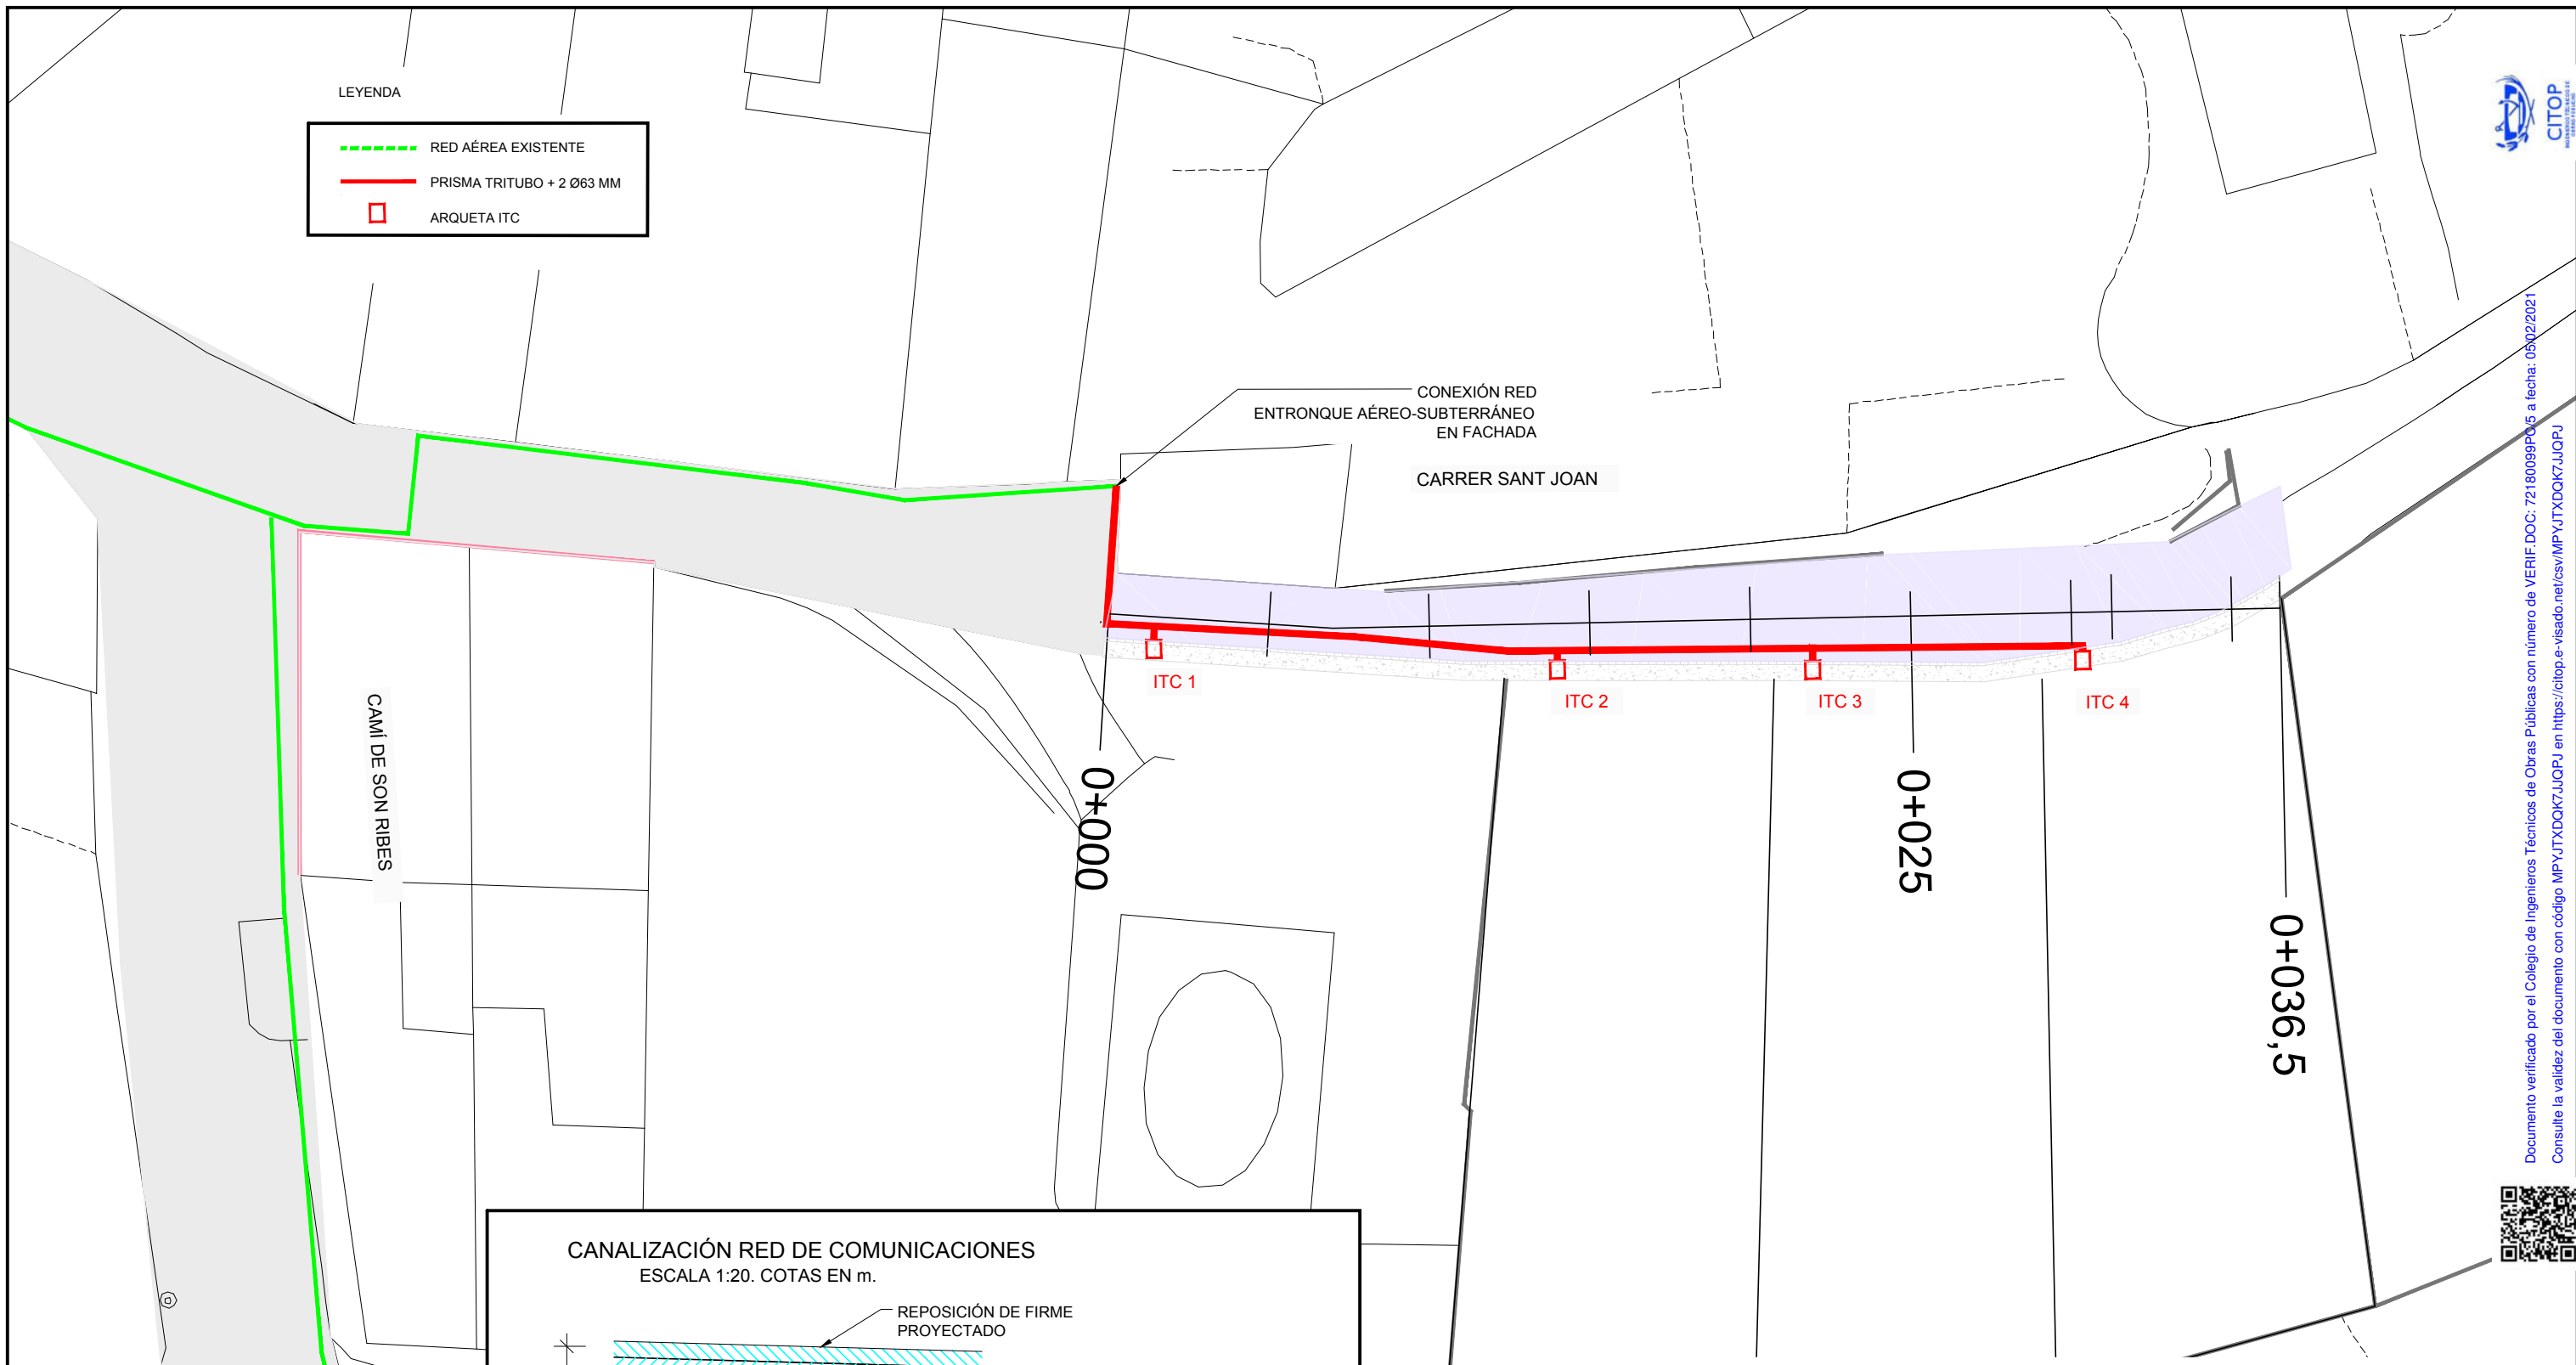 LEYENDA
RED AÉREA EXISTENTE
PRISMA TRITUBO + 2 Ø63 MM
ARQUETA ITC
CONEXIÓN RED
ENTRONQUE AÉREO-SUBTERRÁNEO
EN FACHADA
CARRER SANT JOAN
ITC 1
ITC 2
ITC 3
ITC 4
CAMÍ DE SON RIBES
0+000
0+025
0+036,5
CANALIZACIÓN RED DE COMUNICACIONES
ESCALA 1:20. COTAS EN m.
REPOSICIÓN DE FIRME
PROYECTADO
CITOP
Documento verificado por el Colegio de Ingenieros Técnicos de Obras Públicas con número de VERIF.DOC: 72180099PC/5 a fecha: 05/02/2021
Consulte la validez del documento con código MPYJTXDQK7JJQPJ en https://citop.e-visado.net/csv/MPYJTXDQK7JJQPJ